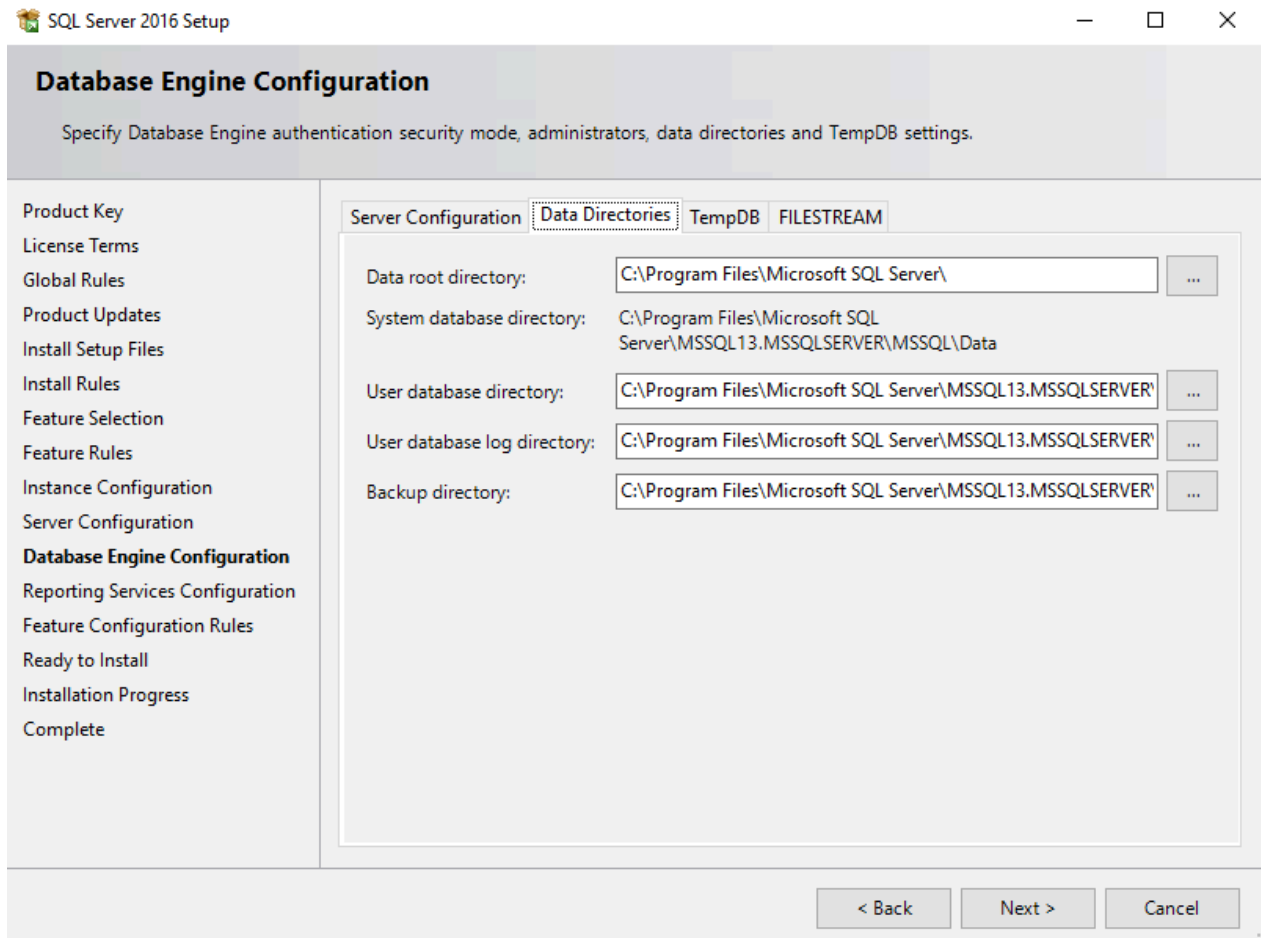 SQL Server 2016 Setup
Database Engine Configuration
Specify Database Engine authentication security mode, administrators, data directories and TempDB settings.
Product Key
License Terms
Global Rules
Product Updates
Install Setup Files
Install Rules
Feature Selection
Feature Rules
Instance Configuration
Server Configuration
Database Engine Configuration
Reporting Services Configuration
Feature Configuration Rules
Ready to Install
Installation Progress
Complete
Server Configuration Data Directories TempDB FILESTREAM
Data root directory: C:\Program Files\Microsoft SQL Server\ ...
System database directory: C:\Program Files\Microsoft SQL
Server\MSSQL13.MSSQLSERVER\MSSQL\Data
User database directory: C:\Program Files\Microsoft SQL Server\MSSQL13.MSSQLSERVER\ ...
User database log directory: C:\Program Files\Microsoft SQL Server\MSSQL13.MSSQLSERVER\ ...
Backup directory: C:\Program Files\Microsoft SQL Server\MSSQL13.MSSQLSERVER\ ...
< Back Next > Cancel